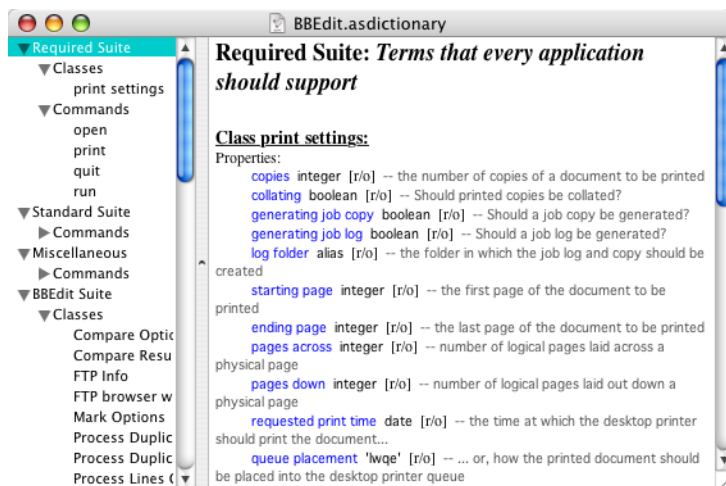 BBEdit.asdictionary
Required Suite
Classes
print settings
Commands
open
print
quit
run
Standard Suite
Commands
Miscellaneous
Commands
BBEdit Suite
Classes
Compare Optic
Compare Resu
FTP Info
FTP browser w
Mark Options
Process Duplic
Process Duplic
Process Lines
Required Suite: Terms that every application
should support
Class print settings:
Properties:
copies integer [r/o] -- the number of copies of a document to be printed
collating boolean [r/o] -- Should printed copies be collated?
generating job copy boolean [r/o] -- Should a job copy be generated?
generating job log boolean [r/o] -- Should a job log be generated?
log folder alias [r/o] -- the folder in which the job log and copy should be
created
starting page integer [r/o] -- the first page of the document to be
printed
ending page integer [r/o] -- the last page of the document to be printed
pages across integer [r/o] -- number of logical pages laid across a
physical page
pages down integer [r/o] -- number of logical pages laid out down a
physical page
requested print time date [r/o] -- the time at which the desktop printer
should print the document...
queue placement 'lwqe' [r/o] -- ... or, how the printed document should
be placed into the desktop printer queue